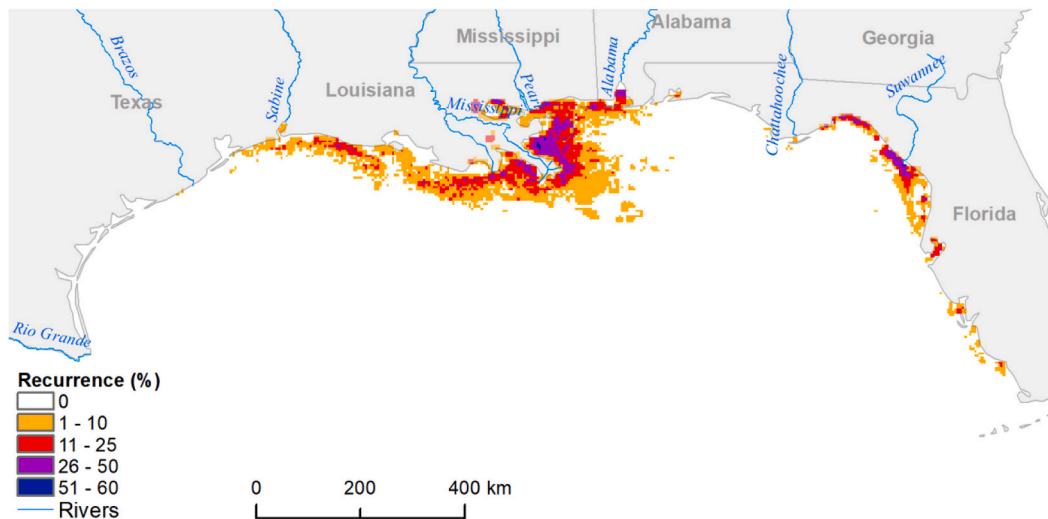 Alabama
Mississippi
Georgia
Brazos
Alabama
Suwannee
Sabine
Louisiana
Pearl
Texas
Mississippi
Chattahoochee
Florida
Rio Grande
Recurrence (%)
0
1 - 10
11 - 25
26 - 50
51 - 60
Rivers
0 200 400 km